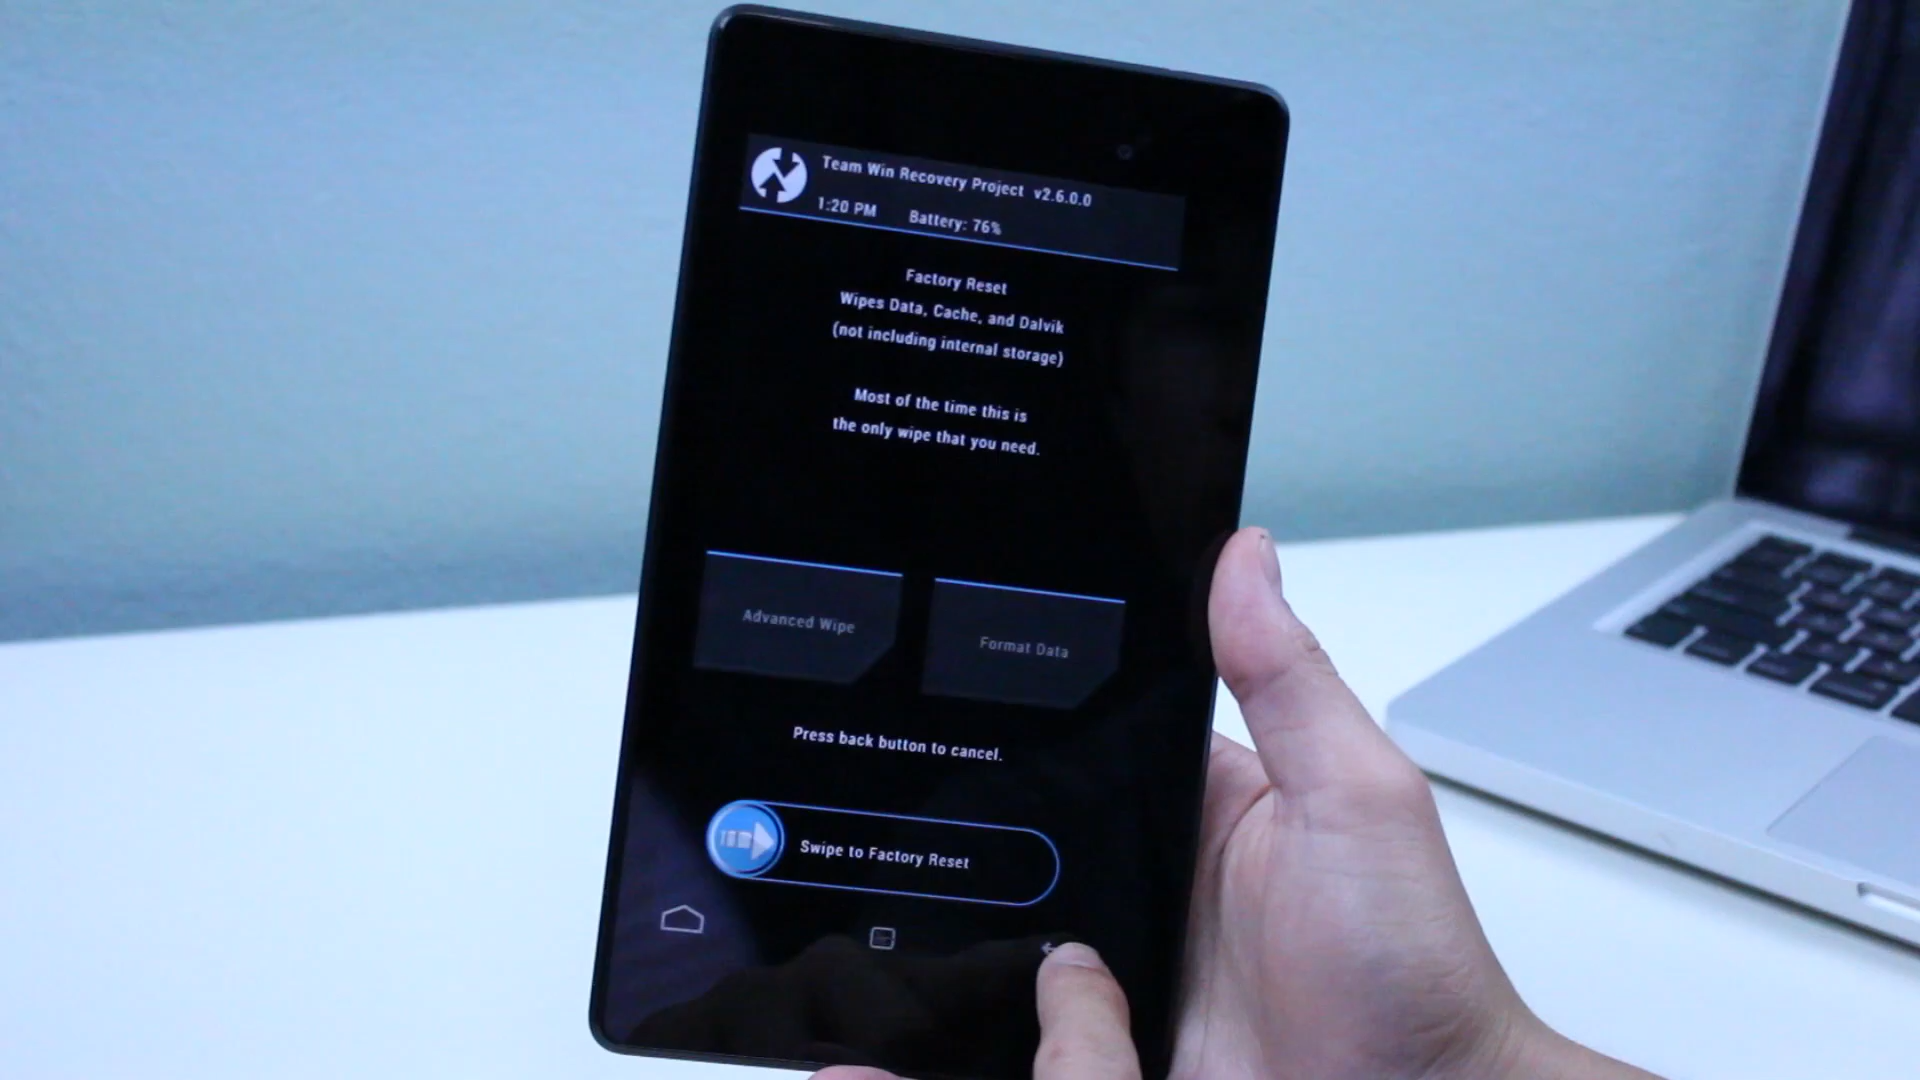 Team Win Recovery Project v2.6.0.0
1:20 PM Battery: 76%
Factory Reset
Wipes Data, Cache, and Dalvik
(not including internal storage)
Most of the time this is
the only wipe that you need.
Advanced Wipe
Format Data
Press back button to cancel.
Swipe to Factory Reset